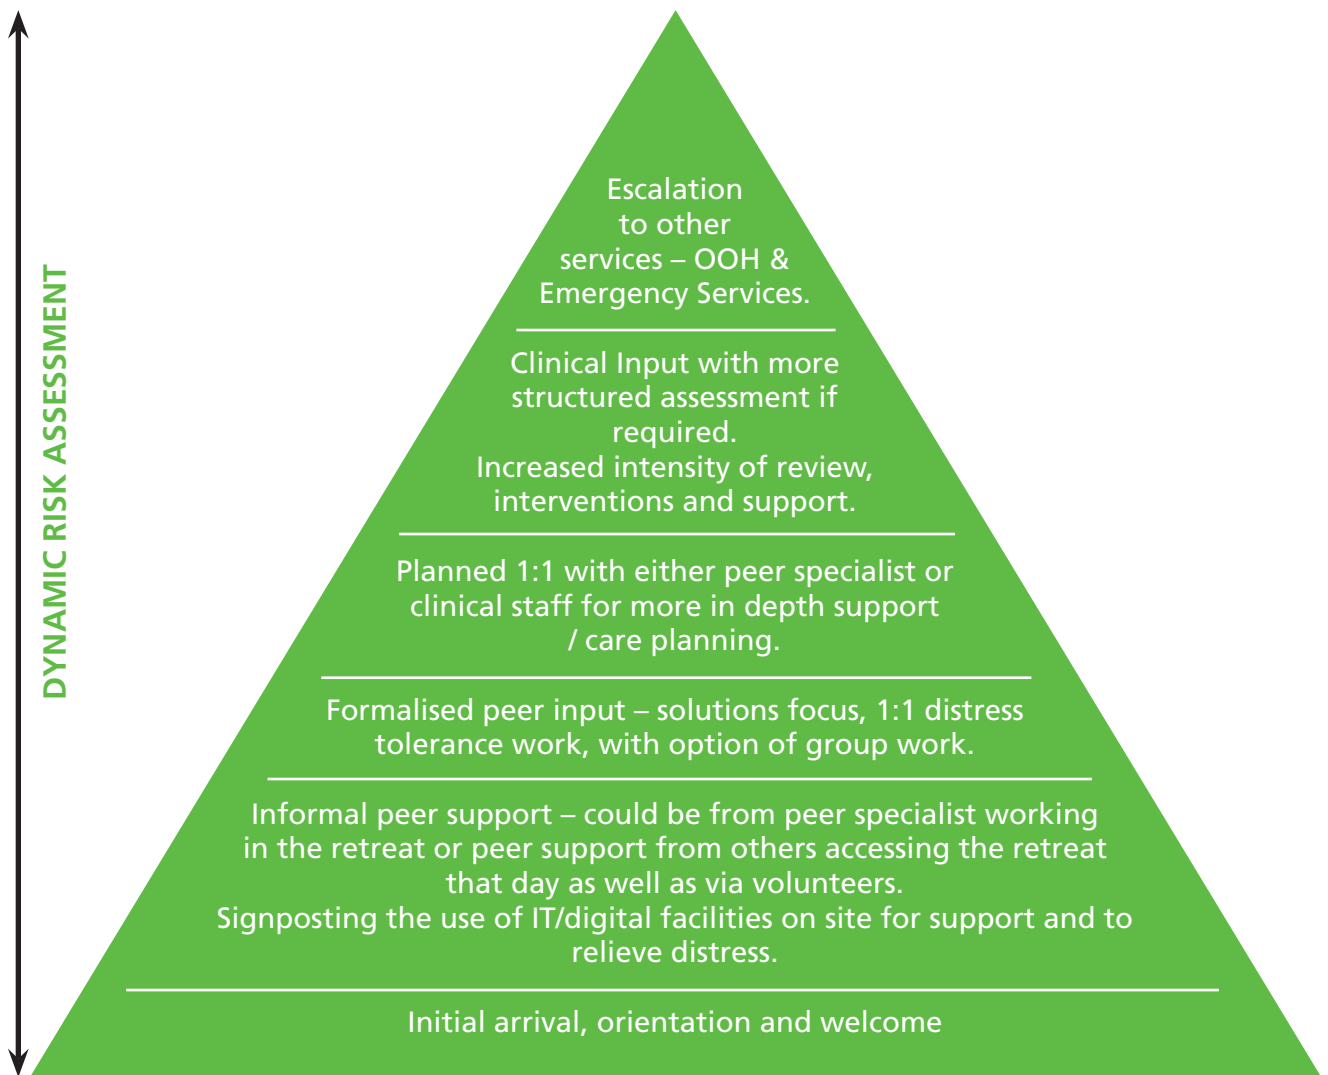 DYNAMIC RISK ASSESSMENT
Escalation
to other
services – OOH &
Emergency Services.
Clinical Input with more
structured assessment if
required.
Increased intensity of review,
interventions and support.
Planned 1:1 with either peer specialist or
clinical staff for more in depth support
/ care planning.
Formalised peer input – solutions focus, 1:1 distress
tolerance work, with option of group work.
Informal peer support – could be from peer specialist working
in the retreat or peer support from others accessing the retreat
that day as well as via volunteers.
Signposting the use of IT/digital facilities on site for support and to
relieve distress.
Initial arrival, orientation and welcome